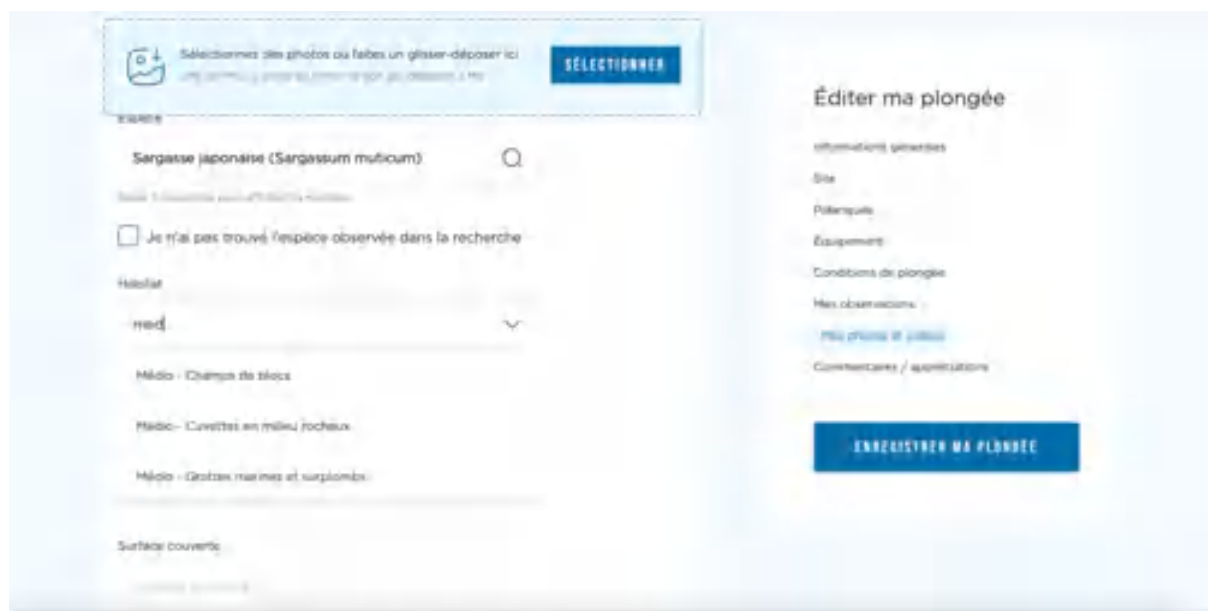 Sélectionnez des photos ou faites un glisser-déposer ici
SÉLECTIONNER
Espèce
Sargasse japonaise (Sargassum muticum)
Je n'ai pas trouvé l'espèce observée dans la recherche
Habitat
med
Médio - Champs de blocs
Médio - Cuvettes en milieu rocheux
Médio - Grottes marines et surplombs
Surface couverte
Éditer ma plongée
Informations générales
Site
Palanquée
Équipement
Conditions de plongée
Mes observations
Mes photos et vidéos
Commentaires / appréciations
ENREGISTRER MA PLONGÉE